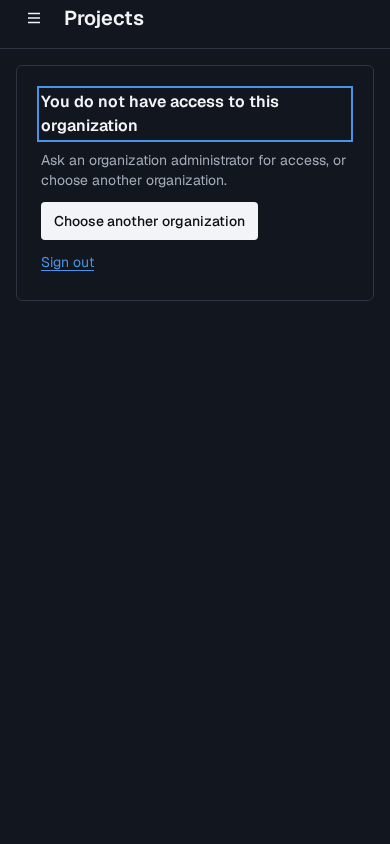 Projects
You do not have access to this
organization
Ask an organization administrator for access, or
choose another organization.
Choose another organization
Sign out